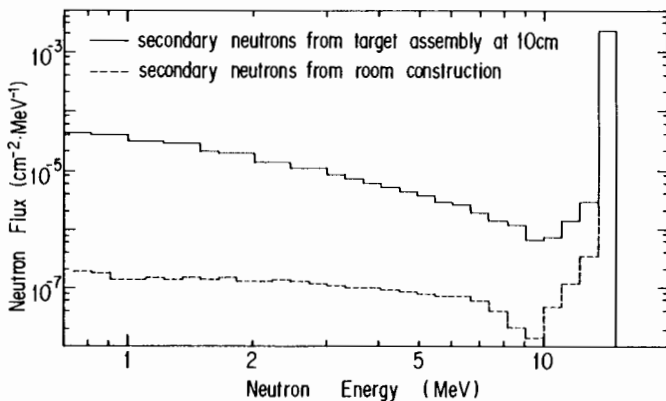 10⁻³
10⁻⁵
10⁻⁷
Neutron Flux (cm⁻²·MeV⁻¹)
secondary neutrons from target assembly at 10cm
secondary neutrons from room construction
1 2 5 10
Neutron Energy (MeV)